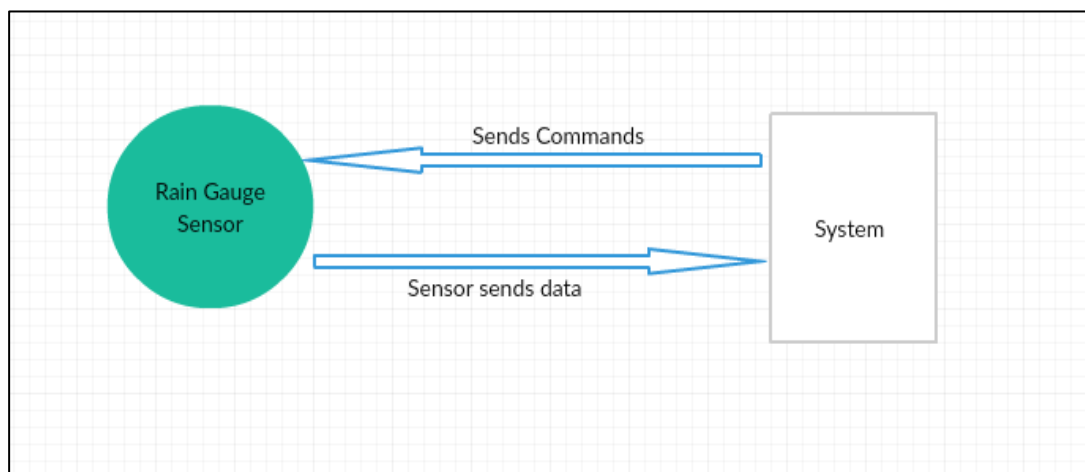 Sends Commands
Rain Gauge
Sensor
System
Sensor sends data